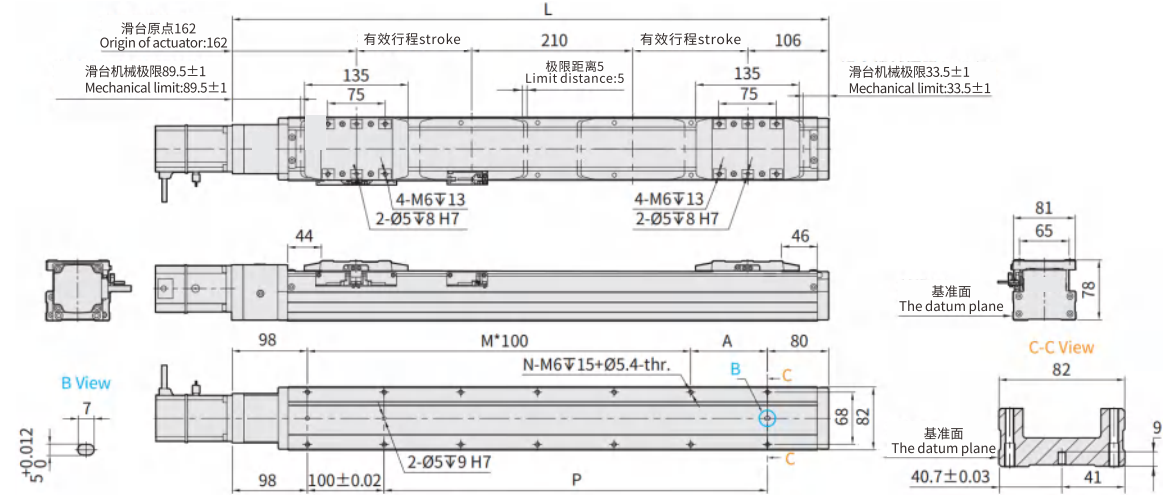 L
滑台原点162
Origin of actuator:162
有效行程stroke
210
有效行程stroke
106
滑台机械极限89.5±1
Mechanical limit:89.5±1
135
75
极限距离5
Limit distance:5
135
75
滑台机械极限33.5±1
Mechanical limit:33.5±1
4-M6↧13
2-Ø5↧8 H7
4-M6↧13
2-Ø5↧8 H7
44
46
81
65
78
基准面
The datum plane
C-C View
98
M*100
A
80
N-M6↧15+Ø5.4-thr.
B
C
B View
7
+0.012
5 0
68
82
2-Ø5↧9 H7
C
98
100±0.02
P
82
9
基准面
The datum plane
40.7±0.03
41